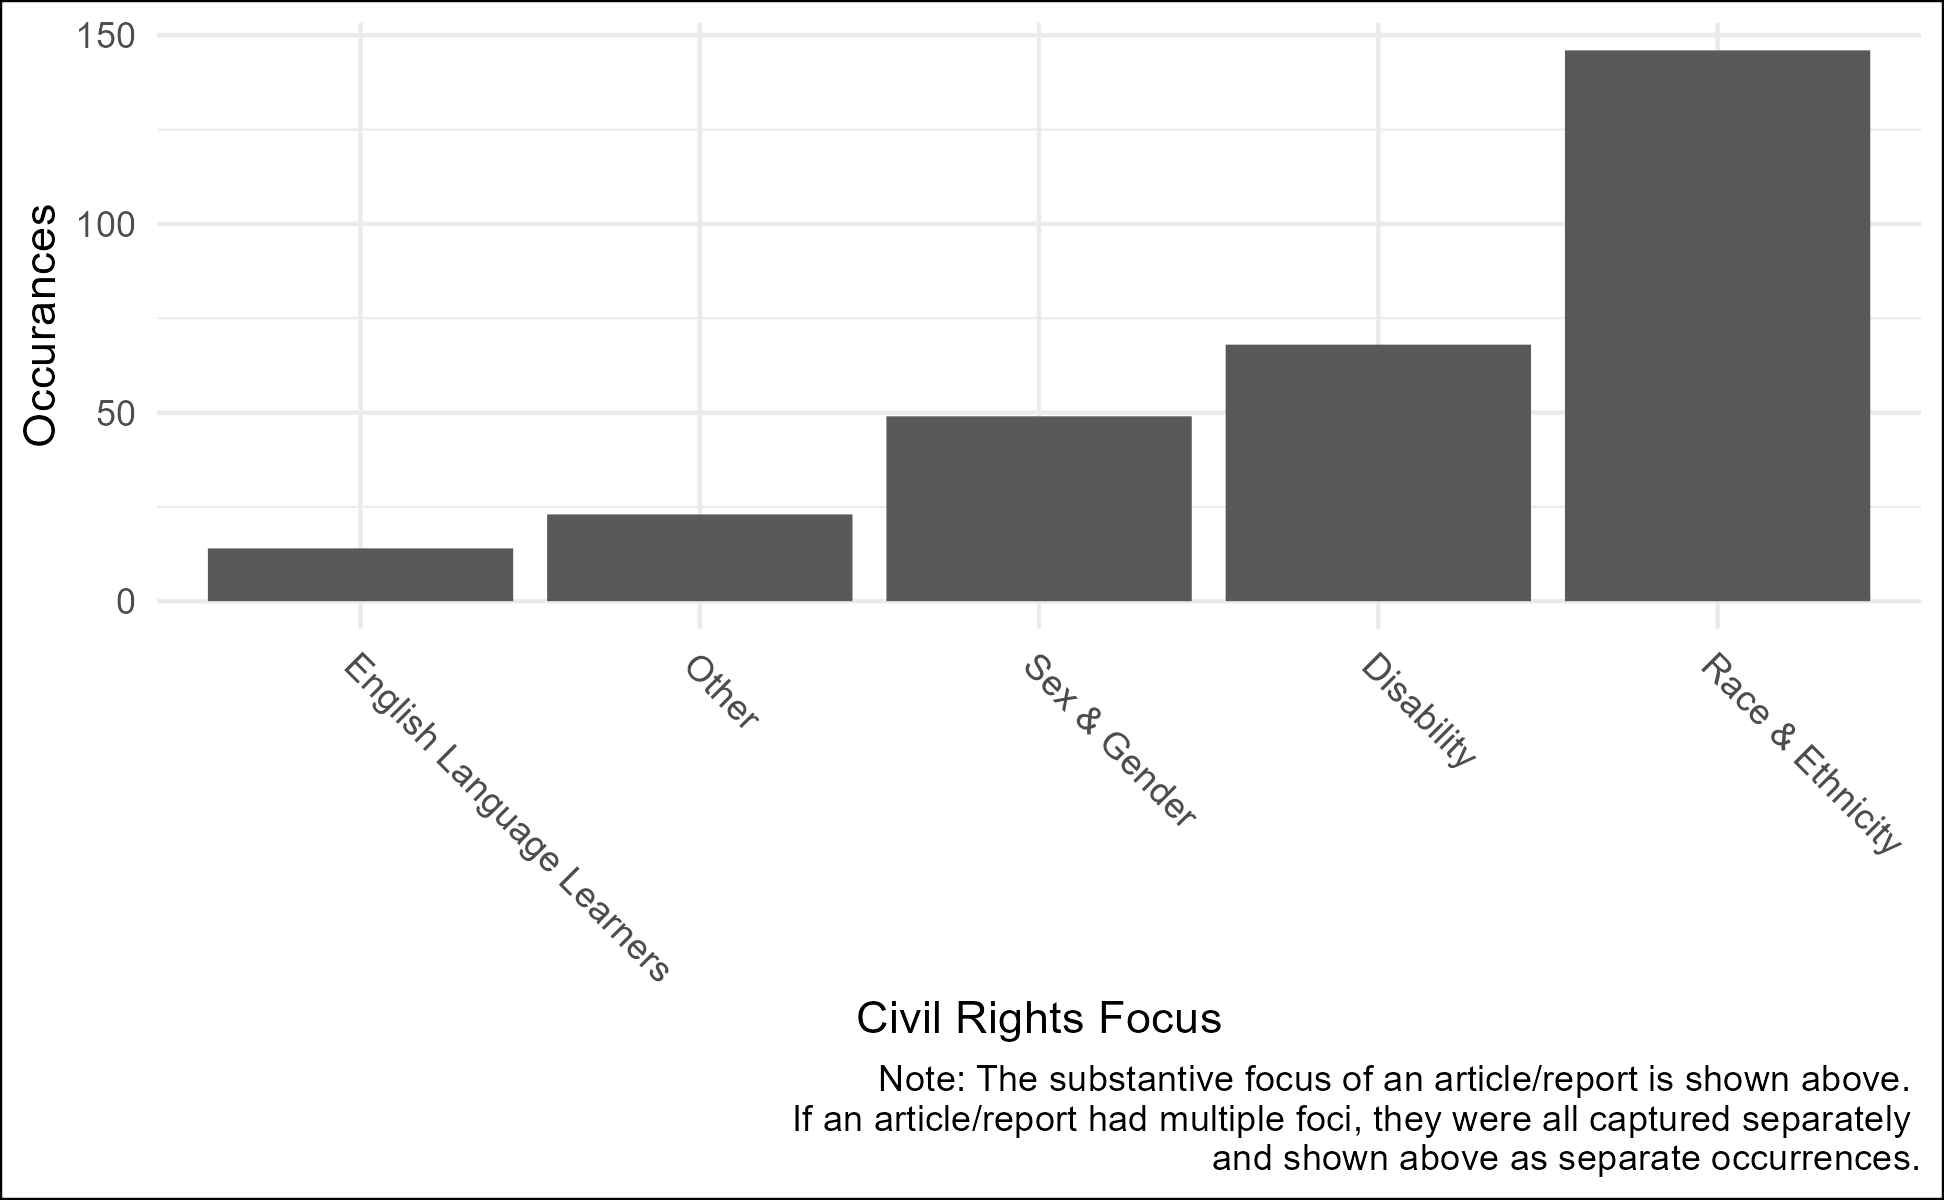 150
100
50
0
Occurances
English Language Learners
Other
Sex & Gender
Disability
Race & Ethnicity
Civil Rights Focus
Note: The substantive focus of an article/report is shown above.
If an article/report had multiple foci, they were all captured separately
and shown above as separate occurrences.